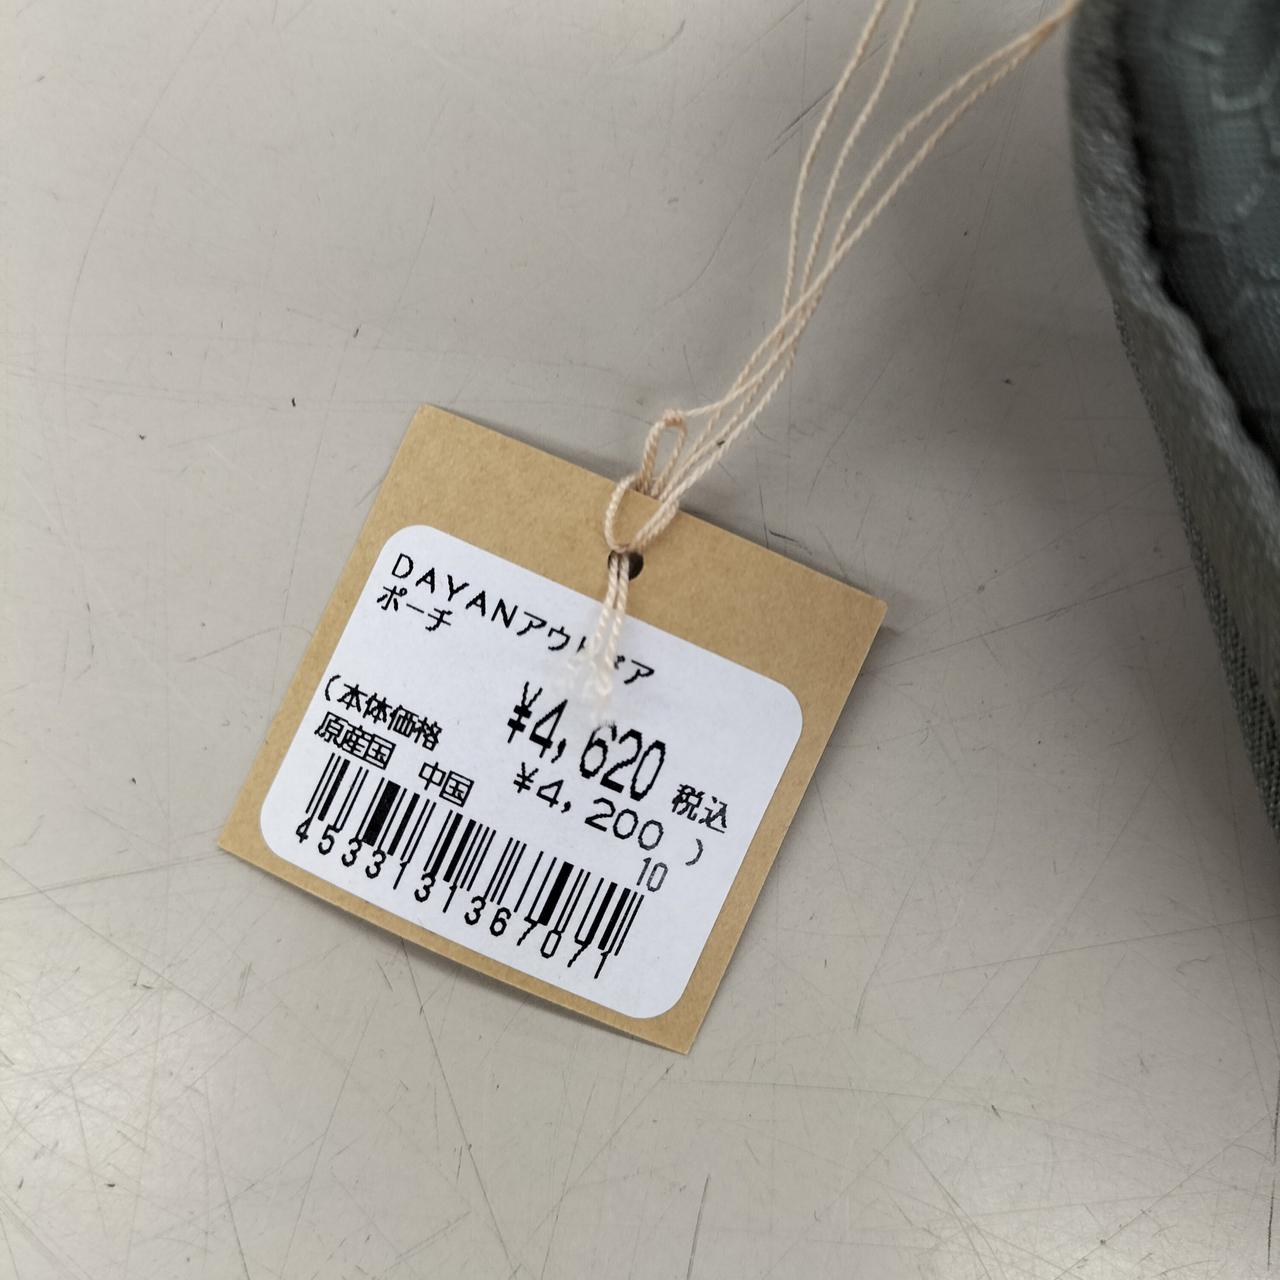 DAYANアウトドア
ポーチ
¥4,620 税込
(本体価格 ¥4,200)
原産国 中国
10
4533131367071